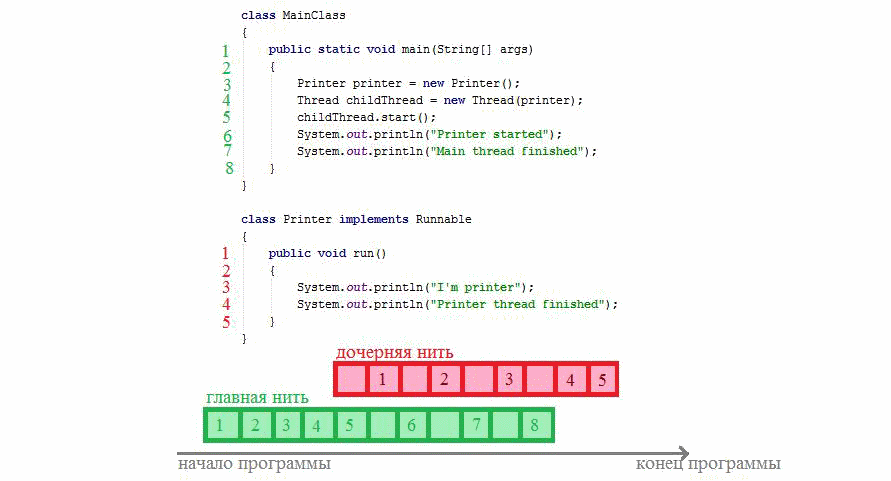 class MainClass
{
1 public static void main(String[] args)
2 {
3 Printer printer = new Printer();
4 Thread childThread = new Thread(printer);
5 childThread.start();
6 System.out.println("Printer started");
7 System.out.println("Main thread finished");
8 }
}
class Printer implements Runnable
{
1 public void run()
2 {
3 System.out.println("I'm printer");
4 System.out.println("Printer thread finished");
5 }
}
дочерняя нить
1 2 3 4 5
главная нить
1 2 3 4 5 6 7 8
начало программы конец программы